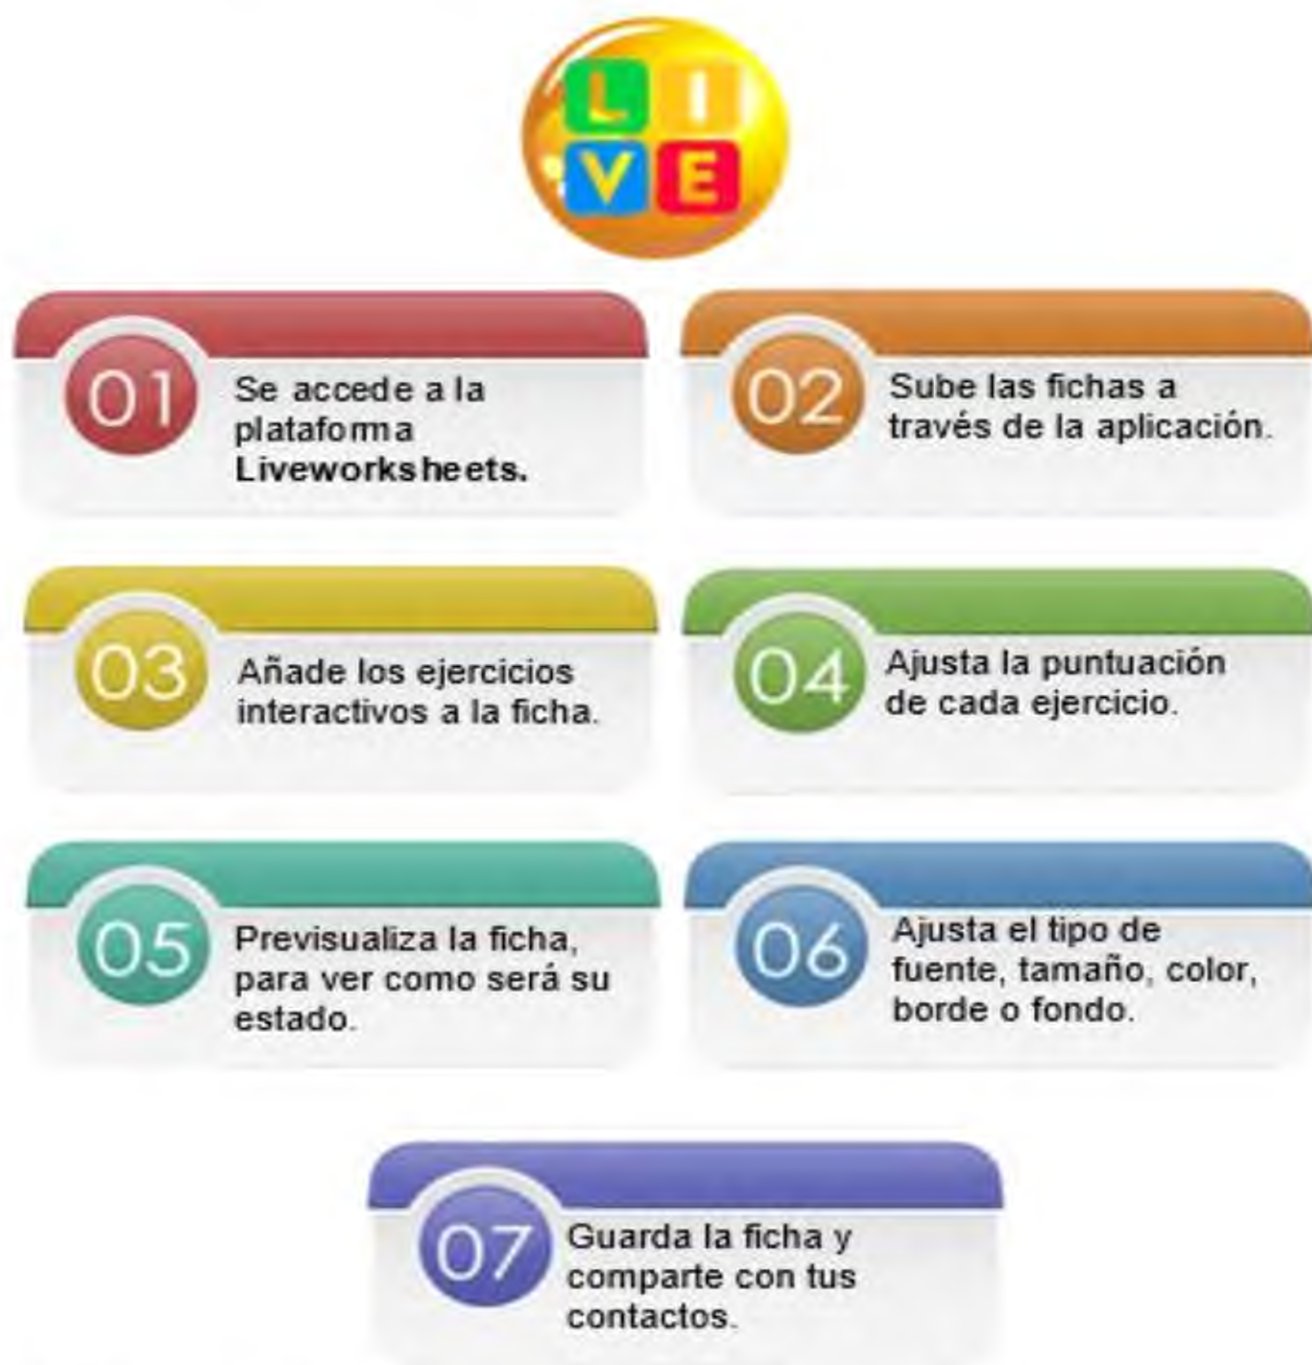 L I
V E
01
Se accede a la
plataforma
Liveworksheets.
02
Sube las fichas a
través de la aplicación.
03
Añade los ejercicios
interactivos a la ficha.
04
Ajusta la puntuación
de cada ejercicio.
05
Previsualiza la ficha,
para ver como será su
estado.
06
Ajusta el tipo de
fuente, tamaño, color,
borde o fondo.
07
Guarda la ficha y
comparte con tus
contactos.